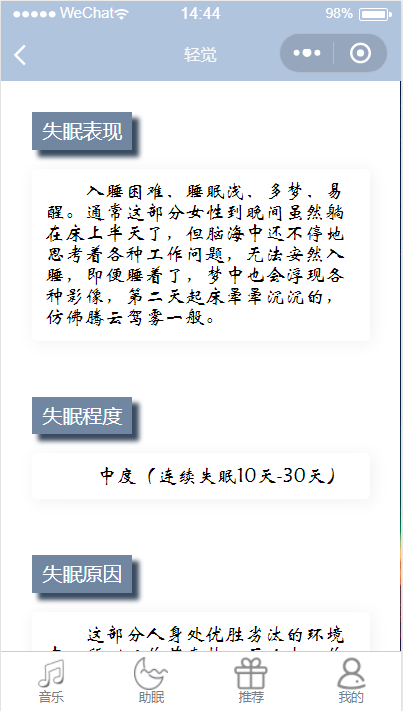 WeChat
14:44
98%
轻觉
失眠表现
入睡困难、睡眠浅、多梦、易
醒。通常这部分女性到晚间虽然躺
在床上半天了，但脑海中还不停地
思考着各种工作问题，无法安然入
睡，即便睡着了，梦中也会浮现各
种影像，第二天起床晕晕沉沉的，
仿佛腾云驾雾一般。
失眠程度
中度（连续失眠10天-30天）
失眠原因
这部分人身处优胜劣汰的环境
音乐
助眠
推荐
我的